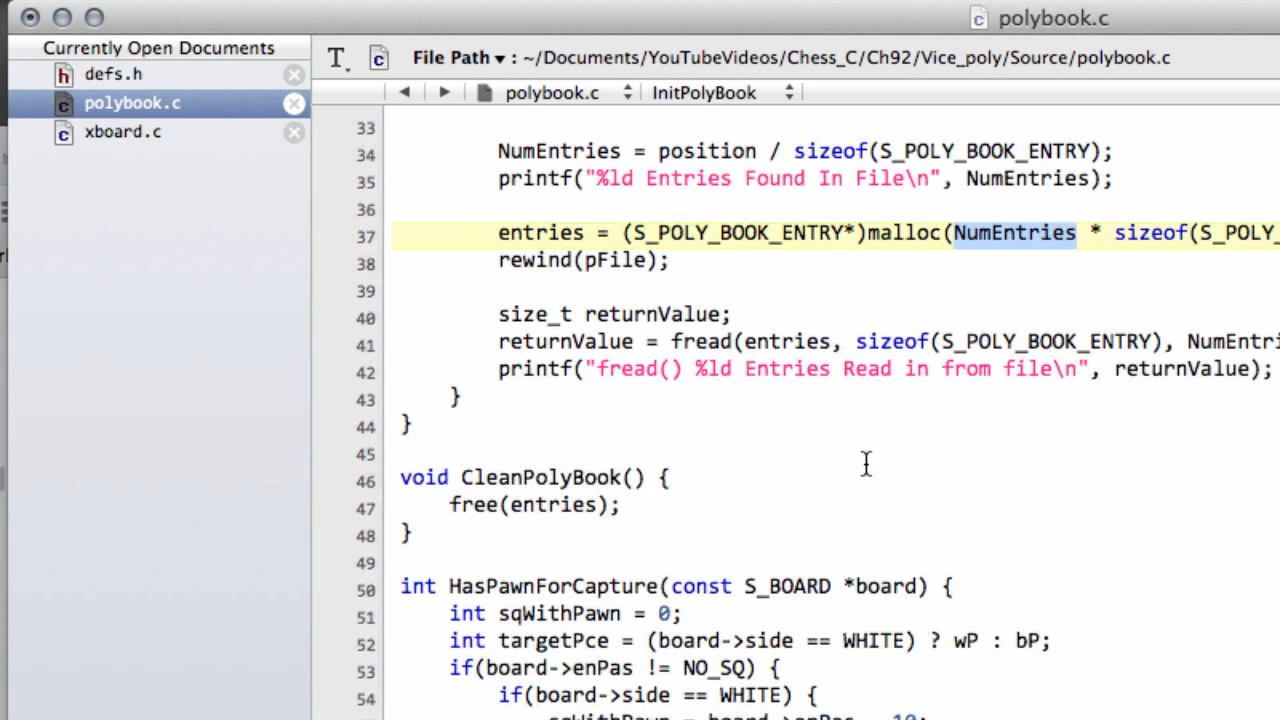 polybook.c
Currently Open Documents
defs.h
polybook.c
xboard.c
File Path ▾ : ~/Documents/YouTubeVideos/Chess_C/Ch92/Vice_poly/Source/polybook.c
polybook.c InitPolyBook
33
34 NumEntries = position / sizeof(S_POLY_BOOK_ENTRY);
35 printf("%ld Entries Found In File\n", NumEntries);
36
37 entries = (S_POLY_BOOK_ENTRY*)malloc(NumEntries * sizeof(S_POLY_
38 rewind(pFile);
39
40 size_t returnValue;
41 returnValue = fread(entries, sizeof(S_POLY_BOOK_ENTRY), NumEntri
42 printf("fread() %ld Entries Read in from file\n", returnValue);
43 }
44 }
45
46 void CleanPolyBook() {
47 free(entries);
48 }
49
50 int HasPawnForCapture(const S_BOARD *board) {
51 int sqWithPawn = 0;
52 int targetPce = (board->side == WHITE) ? wP : bP;
53 if(board->enPas != NO_SQ) {
54 if(board->side == WHITE) {
sqWithPawn = board->enPas - 10;